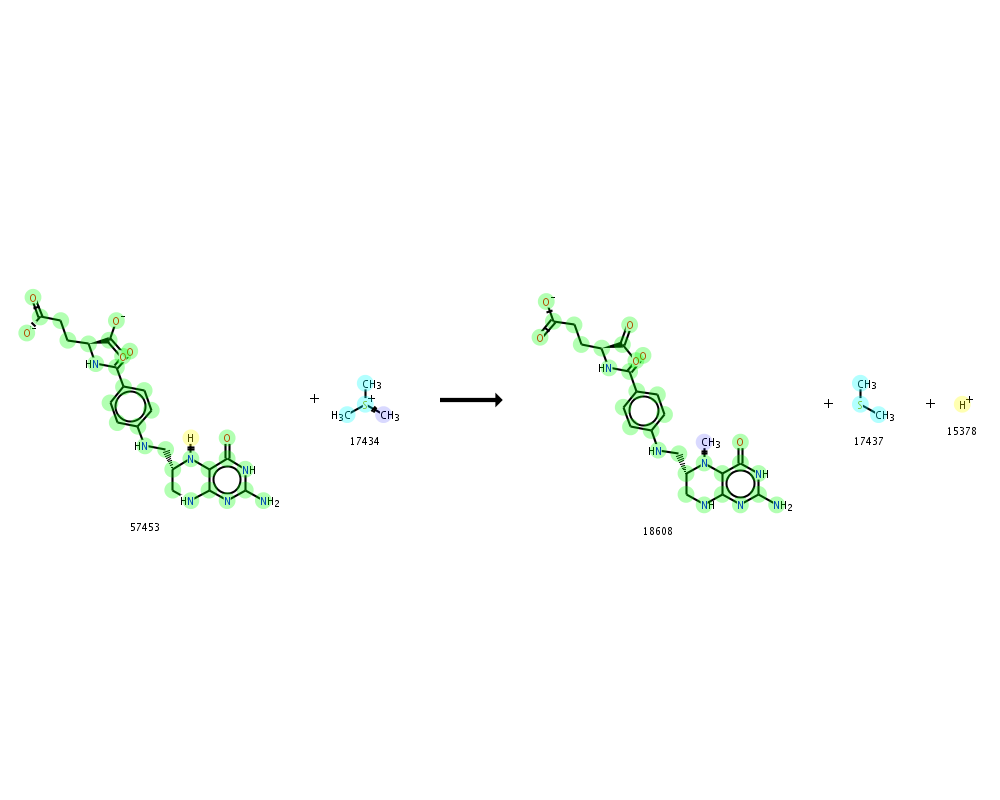 O
O⁻
O⁻
O
O
HN
HN
H
N
O
NH
HN
N
NH₂
57453
+
CH₃
S⁺
H₃C
CH₃
17434
O⁻
O
O
O
O
HN
HN
CH₃
N
O
NH
NH
N
NH₂
18608
+
CH₃
S
CH₃
17437
+
H⁺
15378